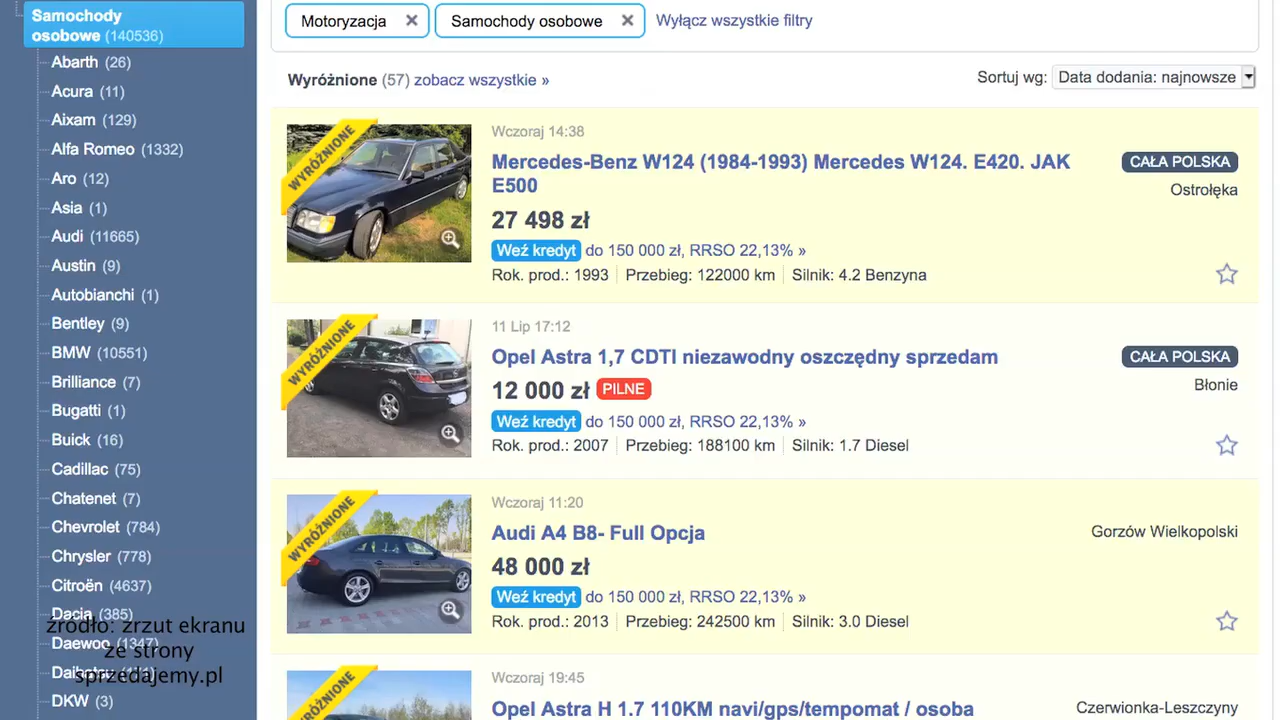 Samochody
osobowe (140536)
Abarth (26)
Acura (11)
Aixam (129)
Alfa Romeo (1332)
Aro (12)
Asia (1)
Audi (11665)
Austin (9)
Autobianchi (1)
Bentley (9)
BMW (10551)
Brilliance (7)
Bugatti (1)
Buick (16)
Cadillac (75)
Chatenet (7)
Chevrolet (784)
Chrysler (778)
Citroën (4637)
Dacia (385)
Daewoo (1347)
Daihatsu
DKW (3)
źródło: zrzut ekranu
ze strony
sprzedajemy.pl
Motoryzacja ✕ Samochody osobowe ✕ Wyłącz wszystkie filtry
Wyróżnione (57) zobacz wszystkie »
Sortuj wg: Data dodania: najnowsze
WYRÓŻNIONE
Wczoraj 14:38
Mercedes-Benz W124 (1984-1993) Mercedes W124. E420. JAK
E500
CAŁA POLSKA
Ostrołęka
27 498 zł
Weź kredyt do 150 000 zł, RRSO 22,13% »
Rok. prod.: 1993 Przebieg: 122000 km Silnik: 4.2 Benzyna
WYRÓŻNIONE
11 Lip 17:12
Opel Astra 1,7 CDTI niezawodny oszczędny sprzedam
CAŁA POLSKA
Błonie
12 000 zł PILNE
Weź kredyt do 150 000 zł, RRSO 22,13% »
Rok. prod.: 2007 Przebieg: 188100 km Silnik: 1.7 Diesel
WYRÓŻNIONE
Wczoraj 11:20
Audi A4 B8- Full Opcja
Gorzów Wielkopolski
48 000 zł
Weź kredyt do 150 000 zł, RRSO 22,13% »
Rok. prod.: 2013 Przebieg: 242500 km Silnik: 3.0 Diesel
WYRÓŻNIONE
Wczoraj 19:45
Opel Astra H 1.7 110KM navi/gps/tempomat / osoba
Czerwionka-Leszczyny